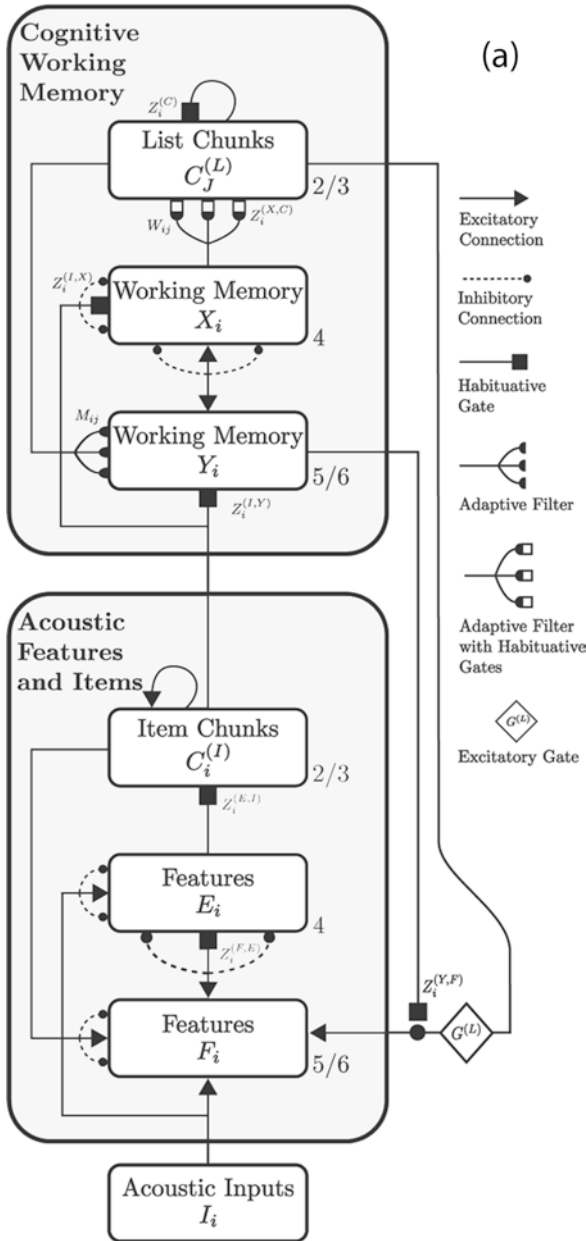 Cognitive
Working
Memory
(a)
Z_i^{(C)}
List Chunks
C_J^{(L)}
2/3
W_{ij}
Z_i^{(X,C)}
Z_i^{(I,X)}
Working Memory
X_i
4
M_{ij}
Working Memory
Y_i
5/6
Z_i^{(I,Y)}
Acoustic
Features
and Items
Item Chunks
C_i^{(I)}
2/3
Z_i^{(E,I)}
Features
E_i
4
Z_i^{(F,E)}
Features
F_i
5/6
Z_i^{(Y,F)}
G^{(L)}
Acoustic Inputs
I_i
Excitatory
Connection
Inhibitory
Connection
Habituative
Gate
Adaptive Filter
Adaptive Filter
with Habituative
Gates
G^{(L)}
Excitatory Gate